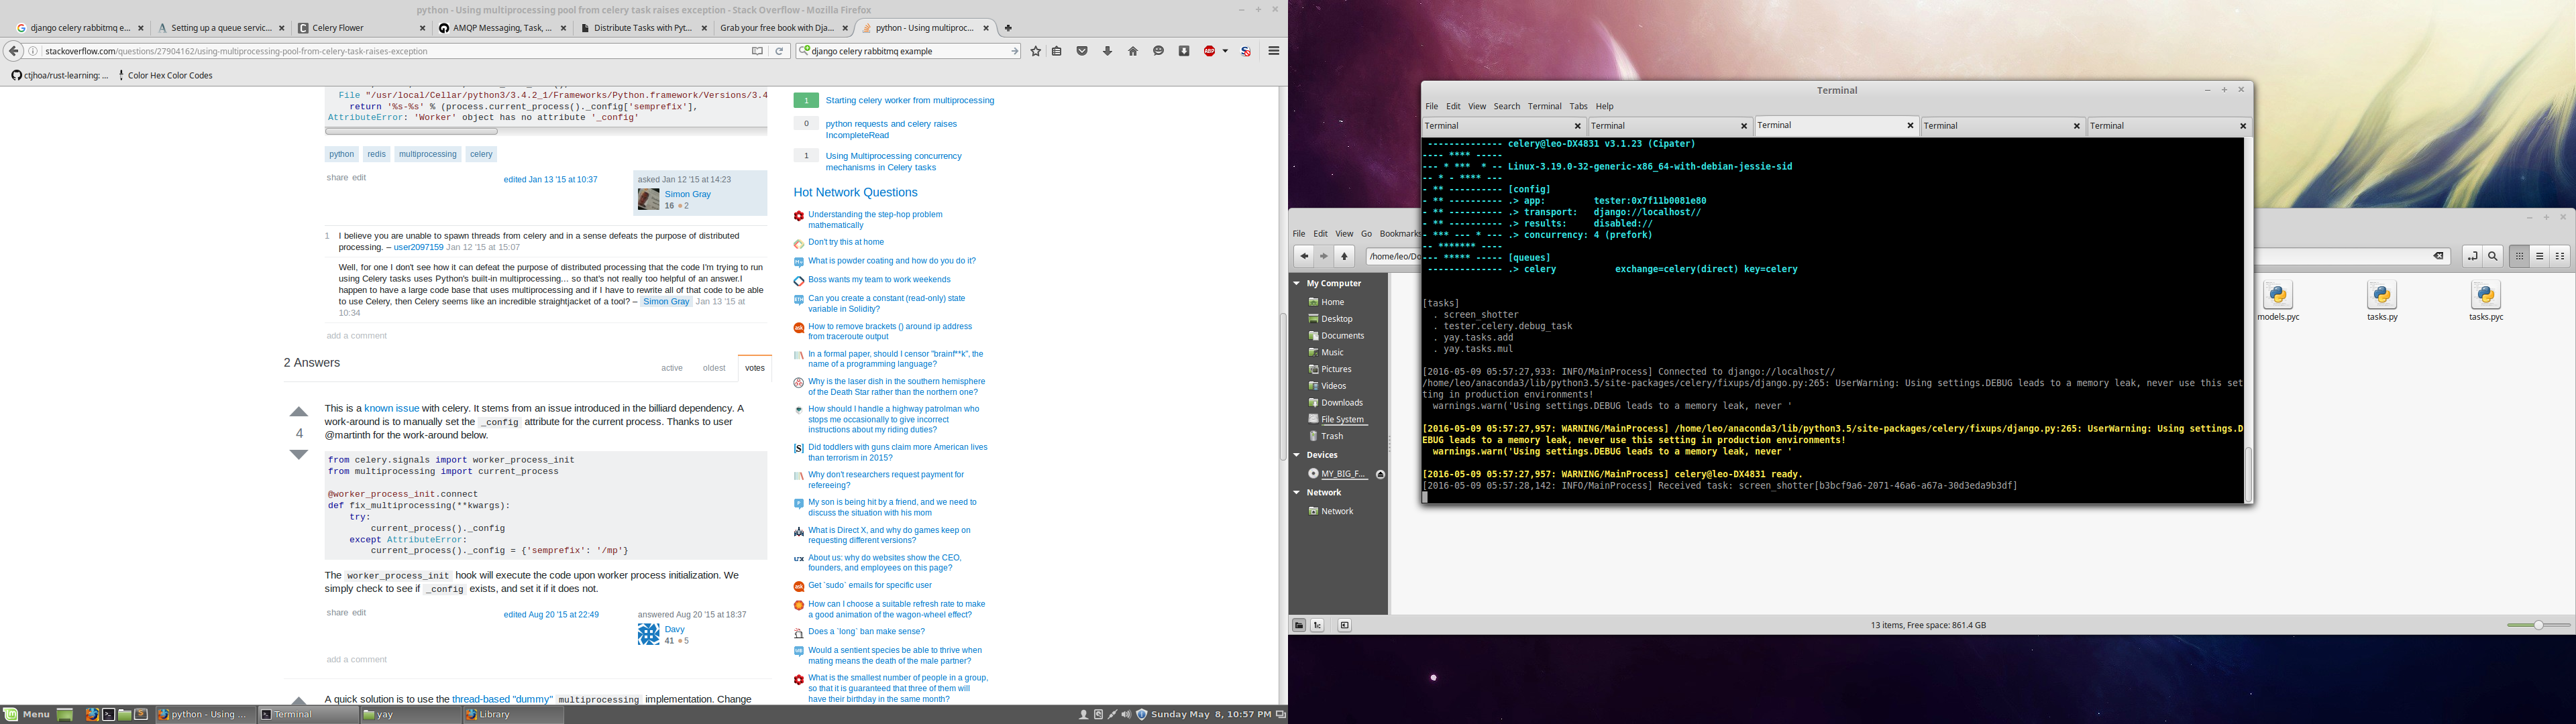 python - Using multiprocessing pool from celery task raises exception - Stack Overflow - Mozilla Firefox
django celery rabbitmq e...
Setting up a queue servic...
Celery Flower
AMQP Messaging, Task, ...
Distribute Tasks with Pyt...
Grab your free book with Dja...
python - Using multiproc...
stackoverflow.com/questions/27904162/using-multiprocessing-pool-from-celery-task-raises-exception
django celery rabbitmq example
ABP
ctjhoa/rust-learning: ...
Color Hex Color Codes
File "/usr/local/Cellar/python3/3.4.2_1/Frameworks/Python.framework/Versions/3.4
return '%s-%s' % (process.current_process()._config['semprefix'],
AttributeError: 'Worker' object has no attribute '_config'
python redis multiprocessing celery
share edit
edited Jan 13 '15 at 10:37
asked Jan 12 '15 at 14:23
Simon Gray
16 2
1 I believe you are unable to spawn threads from celery and in a sense defeats the purpose of distributed
processing. – user2097159 Jan 12 '15 at 15:07
Well, for one I don't see how it can defeat the purpose of distributed processing that the code I'm trying to run
using Celery tasks uses Python's built-in multiprocessing... so that's not really too helpful of an answer.I
happen to have a large code base that uses multiprocessing and if I have to rewrite all of that code to be able
to use Celery, then Celery seems like an incredible straightjacket of a tool? – Simon Gray Jan 13 '15 at
10:34
add a comment
2 Answers
active oldest votes
4
This is a known issue with celery. It stems from an issue introduced in the billiard dependency. A
work-around is to manually set the _config attribute for the current process. Thanks to user
@martinth for the work-around below.
from celery.signals import worker_process_init
from multiprocessing import current_process
@worker_process_init.connect
def fix_multiprocessing(**kwargs):
try:
current_process()._config
except AttributeError:
current_process()._config = {'semprefix': '/mp'}
The worker_process_init hook will execute the code upon worker process initialization. We
simply check to see if _config exists, and set it if it does not.
share edit
edited Aug 20 '15 at 22:49
answered Aug 20 '15 at 18:37
Davy
41 5
add a comment
A quick solution is to use the thread-based "dummy" multiprocessing implementation. Change
1 Starting celery worker from multiprocessing
0 python requests and celery raises
IncompleteRead
1 Using Multiprocessing concurrency
mechanisms in Celery tasks
Hot Network Questions
Understanding the step-hop problem
mathematically
Don't try this at home
What is powder coating and how do you do it?
Boss wants my team to work weekends
Can you create a constant (read-only) state
variable in Solidity?
How to remove brackets () around ip address
from traceroute output
In a formal paper, should I censor "brainf**k", the
name of a programming language?
Why is the laser dish in the southern hemisphere
of the Death Star rather than the northern one?
How should I handle a highway patrolman who
stops me occasionally to give incorrect
instructions about my riding duties?
Did toddlers with guns claim more American lives
than terrorism in 2015?
Why don't researchers request payment for
refereeing?
My son is being hit by a friend, and we need to
discuss the situation with his mom
What is Direct X, and why do games keep on
requesting different versions?
About us: why do websites show the CEO,
founders, and employees on this page?
Get `sudo` emails for specific user
How can I choose a suitable refresh rate to make
a good animation of the wagon-wheel effect?
Does a `long` ban make sense?
Would a sentient species be able to thrive when
mating means the death of the male partner?
What is the smallest number of people in a group,
so that it is guaranteed that three of them will
have their birthday in the same month?
Menu
python - Using ...
Terminal
yay
Library
Sunday May 8, 10:57 PM
Terminal
File Edit View Search Terminal Tabs Help
Terminal
Terminal
Terminal
Terminal
Terminal
-------------- celery@leo-DX4831 v3.1.23 (Cipater)
---- **** -----
--- * *** * -- Linux-3.19.0-32-generic-x86_64-with-debian-jessie-sid
-- * - **** ---
- ** ---------- [config]
- ** ---------- .> app: tester:0x7f11b0081e80
- ** ---------- .> transport: django://localhost//
- ** ---------- .> results: disabled://
- *** --- * --- .> concurrency: 4 (prefork)
-- ******* ----
--- ***** ----- [queues]
-------------- .> celery exchange=celery(direct) key=celery
[tasks]
. screen_shotter
. tester.celery.debug_task
. yay.tasks.add
. yay.tasks.mul
[2016-05-09 05:57:27,933: INFO/MainProcess] Connected to django://localhost//
/home/leo/anaconda3/lib/python3.5/site-packages/celery/fixups/django.py:265: UserWarning: Using settings.DEBUG leads to a memory leak, never use this set
ting in production environments!
warnings.warn('Using settings.DEBUG leads to a memory leak, never '
[2016-05-09 05:57:27,957: WARNING/MainProcess] /home/leo/anaconda3/lib/python3.5/site-packages/celery/fixups/django.py:265: UserWarning: Using settings.D
EBUG leads to a memory leak, never use this setting in production environments!
warnings.warn('Using settings.DEBUG leads to a memory leak, never '
[2016-05-09 05:57:27,957: WARNING/MainProcess] celery@leo-DX4831 ready.
[2016-05-09 05:57:28,142: INFO/MainProcess] Received task: screen_shotter[b3bcf9a6-2071-46a6-a67a-30d3eda9b3df]
File Edit View Go Bookmarks
/home/leo/Do
My Computer
Home
Desktop
Documents
Music
Pictures
Videos
Downloads
File System
Trash
Devices
MY_BIG_F...
Network
Network
models.pyc
tasks.py
tasks.pyc
13 items, Free space: 861.4 GB